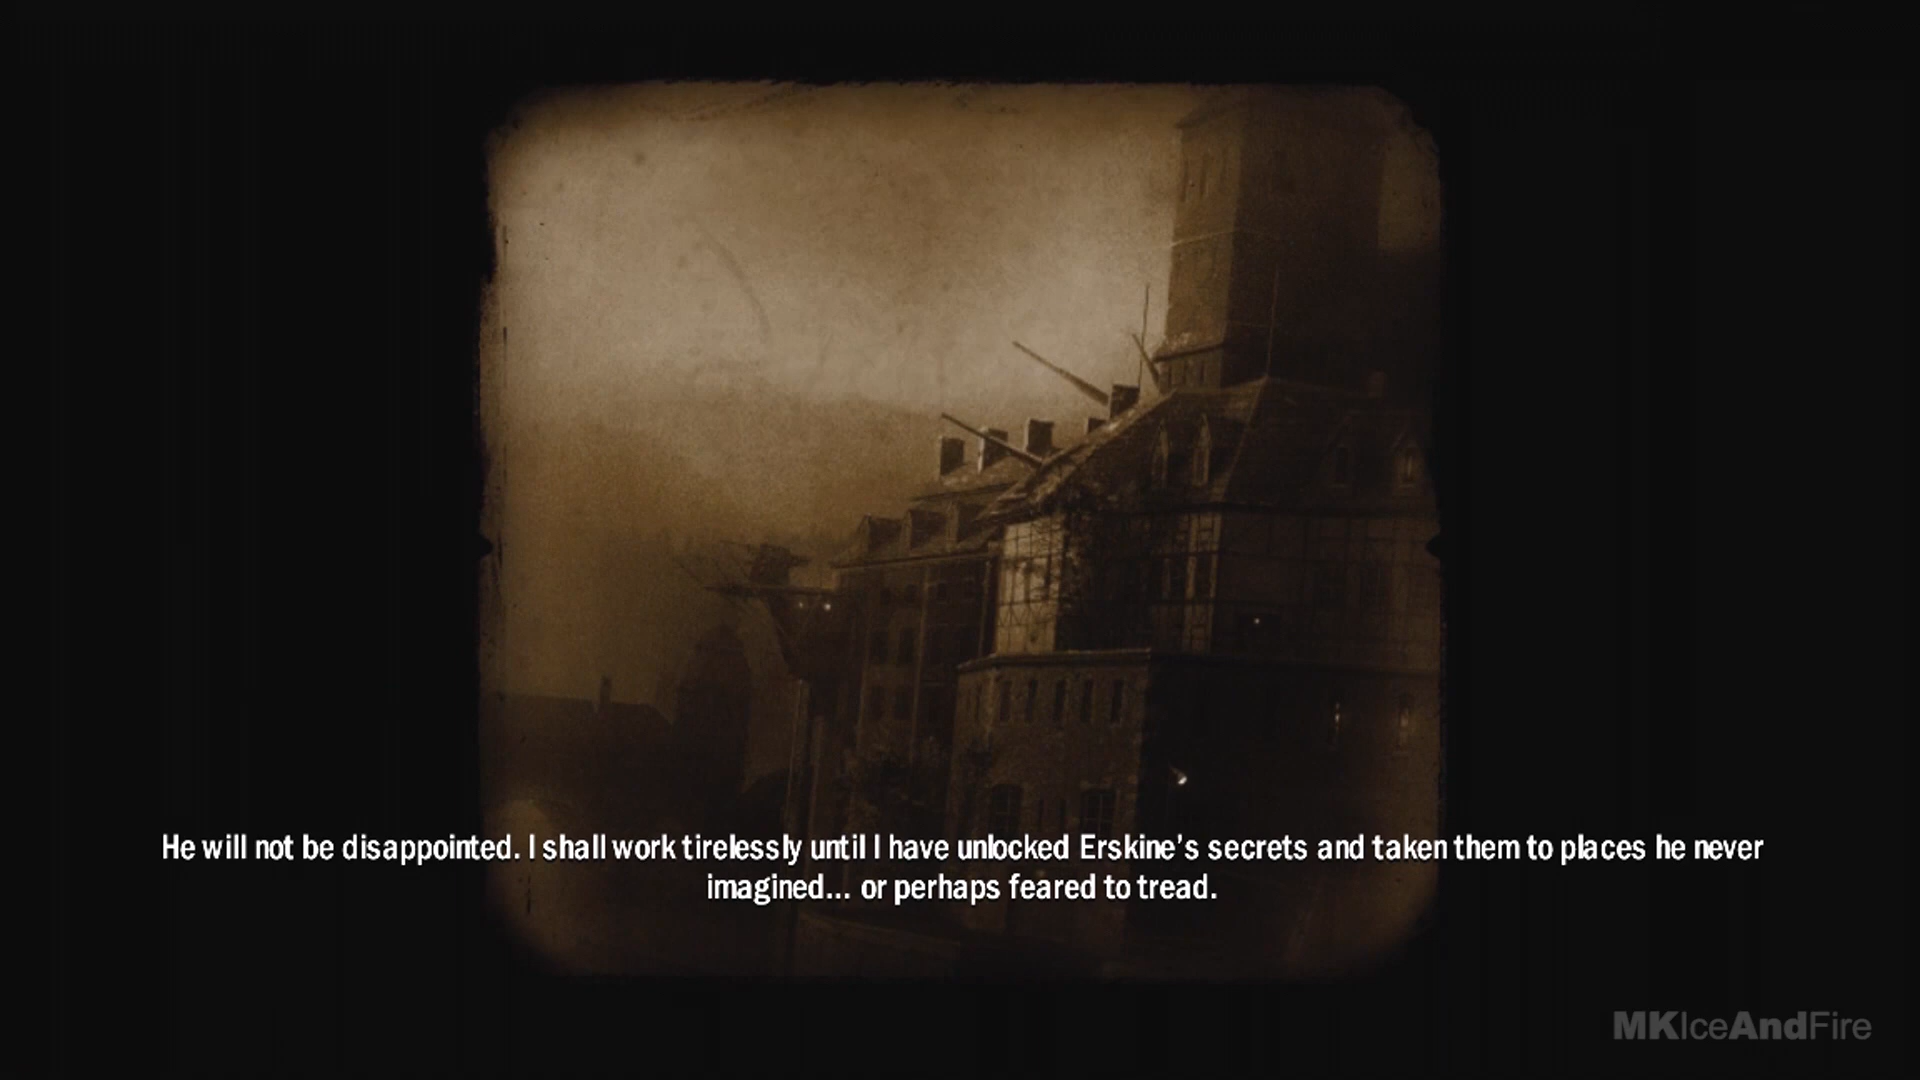 He will not be disappointed. I shall work tirelessly until I have unlocked Erskine's secrets and taken them to places he never
imagined... or perhaps feared to tread.
MKIceAndFire